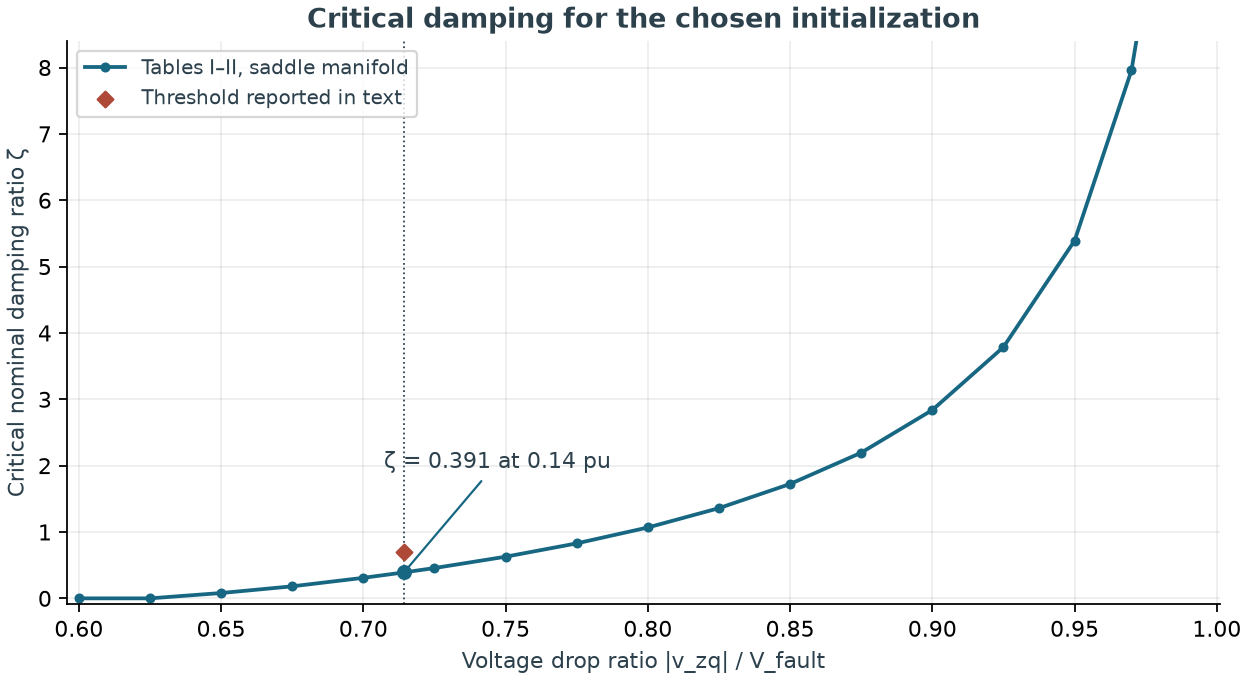 Critical damping for the chosen initialization
Tables I–II, saddle manifold
Threshold reported in text
Critical nominal damping ratio ζ
8
7
6
5
4
3
2
1
0
ζ = 0.391 at 0.14 pu
0.60 0.65 0.70 0.75 0.80 0.85 0.90 0.95 1.00
Voltage drop ratio |v_zq| / V_fault